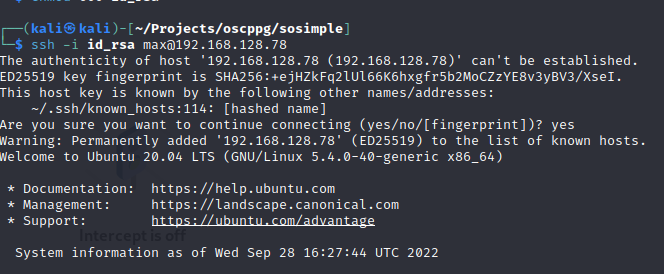 ┌──(kali㉿kali)-[~/Projects/oscppg/sosimple]
└─$ ssh -i id_rsa max@192.168.128.78
The authenticity of host '192.168.128.78 (192.168.128.78)' can't be established.
ED25519 key fingerprint is SHA256:+ejHZkFq2lUl66K6hxgfr5b2MoCZzYE8v3yBV3/XseI.
This host key is known by the following other names/addresses:
    ~/.ssh/known_hosts:114: [hashed name]
Are you sure you want to continue connecting (yes/no/[fingerprint])? yes
Warning: Permanently added '192.168.128.78' (ED25519) to the list of known hosts.
Welcome to Ubuntu 20.04 LTS (GNU/Linux 5.4.0-40-generic x86_64)
 * Documentation:  https://help.ubuntu.com
 * Management:     https://landscape.canonical.com
 * Support:        https://ubuntu.com/advantage
Intercept is off
  System information as of Wed Sep 28 16:27:44 UTC 2022